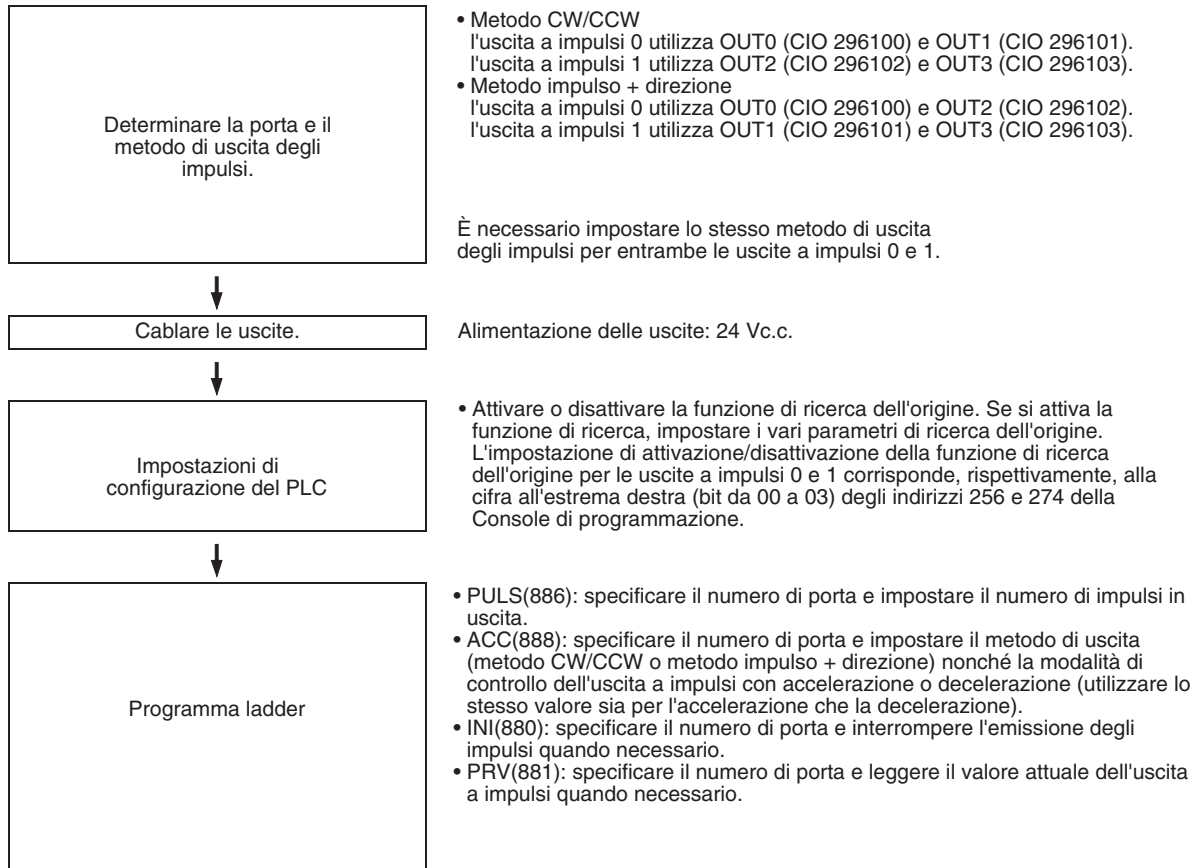 Determinare la porta e il
metodo di uscita degli
impulsi.
• Metodo CW/CCW
l'uscita a impulsi 0 utilizza OUT0 (CIO 296100) e OUT1 (CIO 296101).
l'uscita a impulsi 1 utilizza OUT2 (CIO 296102) e OUT3 (CIO 296103).
• Metodo impulso + direzione
l'uscita a impulsi 0 utilizza OUT0 (CIO 296100) e OUT2 (CIO 296102).
l'uscita a impulsi 1 utilizza OUT1 (CIO 296101) e OUT3 (CIO 296103).
È necessario impostare lo stesso metodo di uscita
degli impulsi per entrambe le uscite a impulsi 0 e 1.
Cablare le uscite.
Alimentazione delle uscite: 24 Vc.c.
Impostazioni di
configurazione del PLC
• Attivare o disattivare la funzione di ricerca dell'origine. Se si attiva la
funzione di ricerca, impostare i vari parametri di ricerca dell'origine.
L'impostazione di attivazione/disattivazione della funzione di ricerca
dell'origine per le uscite a impulsi 0 e 1 corrisponde, rispettivamente, alla
cifra all'estrema destra (bit da 00 a 03) degli indirizzi 256 e 274 della
Console di programmazione.
Programma ladder
• PULS(886): specificare il numero di porta e impostare il numero di impulsi in
uscita.
• ACC(888): specificare il numero di porta e impostare il metodo di uscita
(metodo CW/CCW o metodo impulso + direzione) nonché la modalità di
controllo dell'uscita a impulsi con accelerazione o decelerazione (utilizzare lo
stesso valore sia per l'accelerazione che la decelerazione).
• INI(880): specificare il numero di porta e interrompere l'emissione degli
impulsi quando necessario.
• PRV(881): specificare il numero di porta e leggere il valore attuale dell'uscita
a impulsi quando necessario.